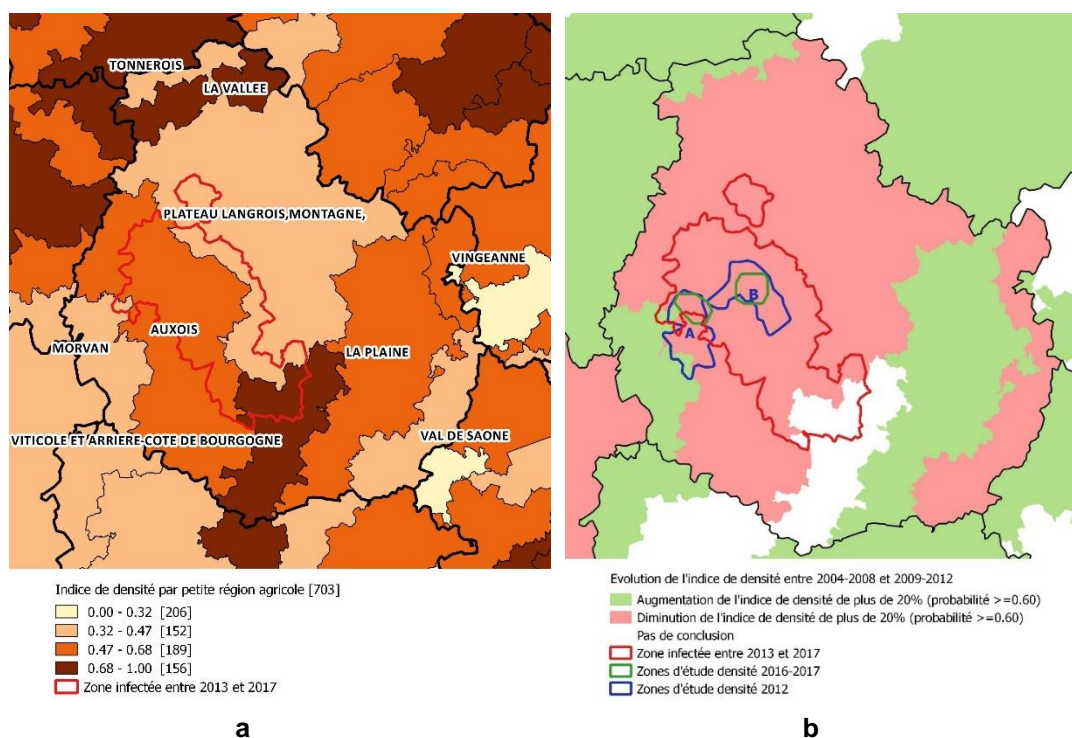 TONNEROIS
LA VALLEE
PLATEAU LANGROIS,MONTAGNE,
VINGEANNE
AUXOIS
MORVAN
LA PLAINE
VITICOLE ET ARRIERE-COTE DE BOURGOGNE
VAL DE SAONE
Indice de densité par petite région agricole [703]
0.00 - 0.32 [206]
0.32 - 0.47 [152]
0.47 - 0.68 [189]
0.68 - 1.00 [156]
Zone infectée entre 2013 et 2017
a
B
A
Evolution de l'indice de densité entre 2004-2008 et 2009-2012
Augmentation de l'indice de densité de plus de 20% (probabilité >=0.60)
Diminution de l'indice de densité de plus de 20% (probabilité >=0.60)
Pas de conclusion
Zone infectée entre 2013 et 2017
Zones d'étude densité 2016-2017
Zones d'étude densité 2012
b